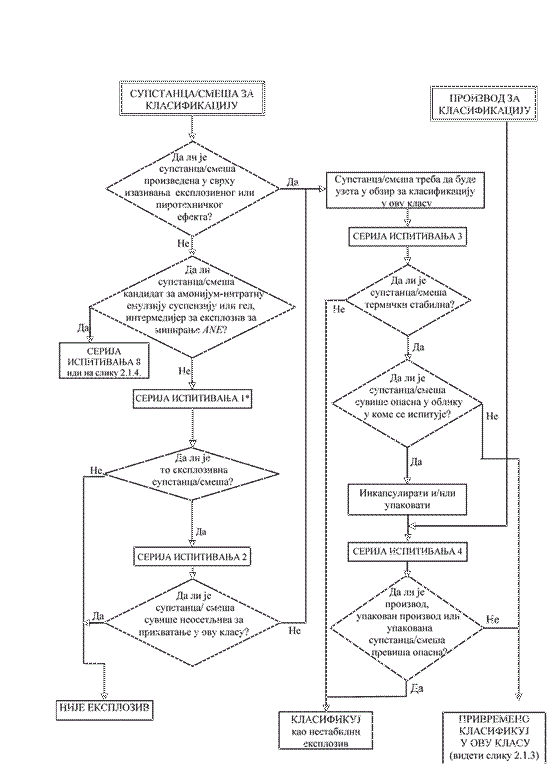 СУПСТАНЦА/СМЕША ЗА
КЛАСИФИКАЦИЈУ
ПРОИЗВОД ЗА
КЛАСИФИКАЦИЈУ
Да ли је
супстанца/смеша
произведена у сврху
изазивања експлозивног или
пиротехничког
ефекта?
Да
Супстанца/смеша треба да буде
узета у обзир за класификацију
у ову класу
Не
СЕРИЈА ИСПИТИВАЊА 3
Да ли
супстанца/смеша
кандидат за амонијум-нитратну
емулзију суспензију или гел,
интермедијер за експлозив за
минирање ANE?
Да
СЕРИЈА
ИСПИТИВАЊА 8
иди на слику 2.1.4.
Не
Да ли је
супстанца/смеша
термички стабилна?
Не
Да
СЕРИЈА ИСПИТИВАЊА 1*
Да ли је
супстанца/смеша
сувише опасна у облику
у коме се испитује?
Не
Да
Да ли је
то експлозивна
супстанца/смеша?
Не
Да
Инкапсулирати и/или
упаковати
СЕРИЈА ИСПИТИВАЊА 2
СЕРИЈА ИСПИТИВАЊА 4
Да ли је
супстанца/ смеша
сувише неосетљива за
прихватање у ову класу?
Да
Не
Да ли је
производ,
упакован производ или
упакована
супстанца/смеша
превише опасна?
Не
Да
НИЈЕ ЕКСПЛОЗИВ
КЛАСИФИКУЈ
као нестабилни
експлозив
ПРИВРЕМЕНО
КЛАСИФИКУЈ
У ОВУ КЛАСУ
(видети слику 2.1.3)